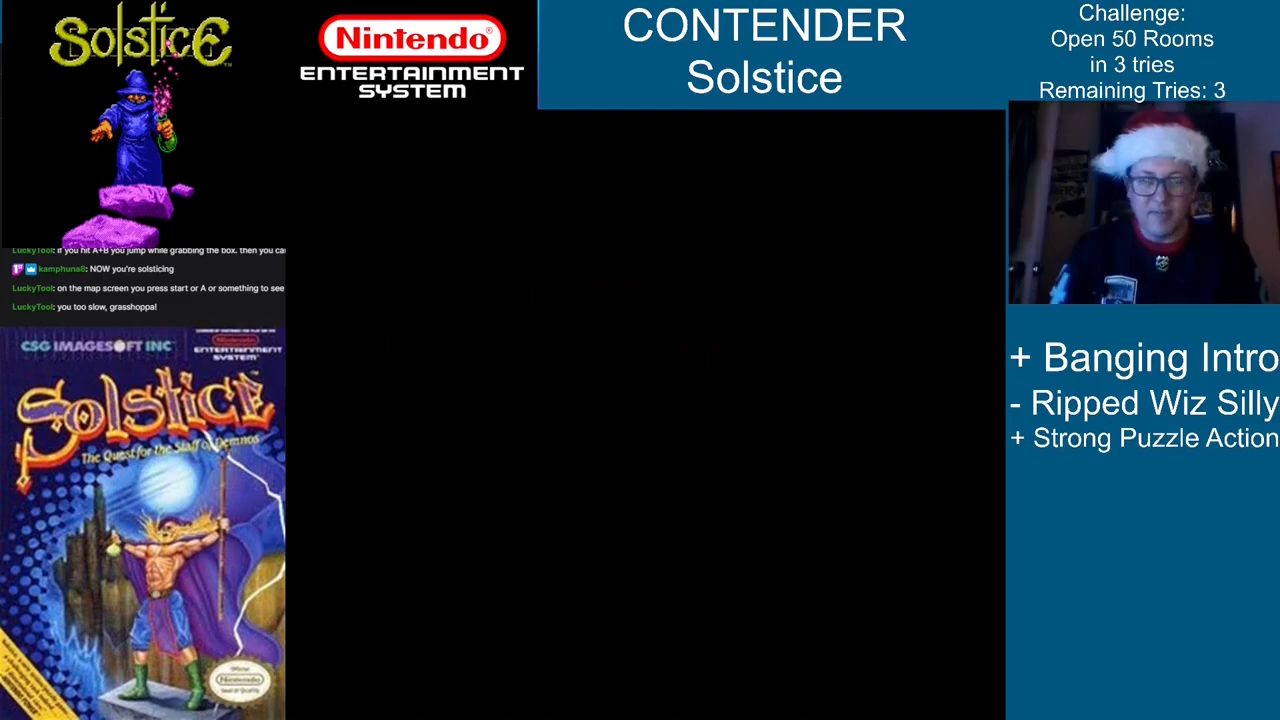 SolsticE
TM
Nintendo®
ENTERTAINMENT
SYSTEM
CONTENDER
Solstice
Challenge:
Open 50 Rooms
in 3 tries
Remaining Tries: 3
LuckyTool: If you hit A+B you jump while grabbing the box. then you ca
kamphuna8: NOW you're solsticing
LuckyTool: on the map screen you press start or A or something to see
LuckyTool: you too slow, grasshoppa!
CSG IMAGESOFT INC
Nintendo
ENTERTAINMENT
SYSTEM
SolsticE
The Quest for the Staff of Demnos
Nintendo
+ Banging Intro
- Ripped Wiz Silly
+ Strong Puzzle Action